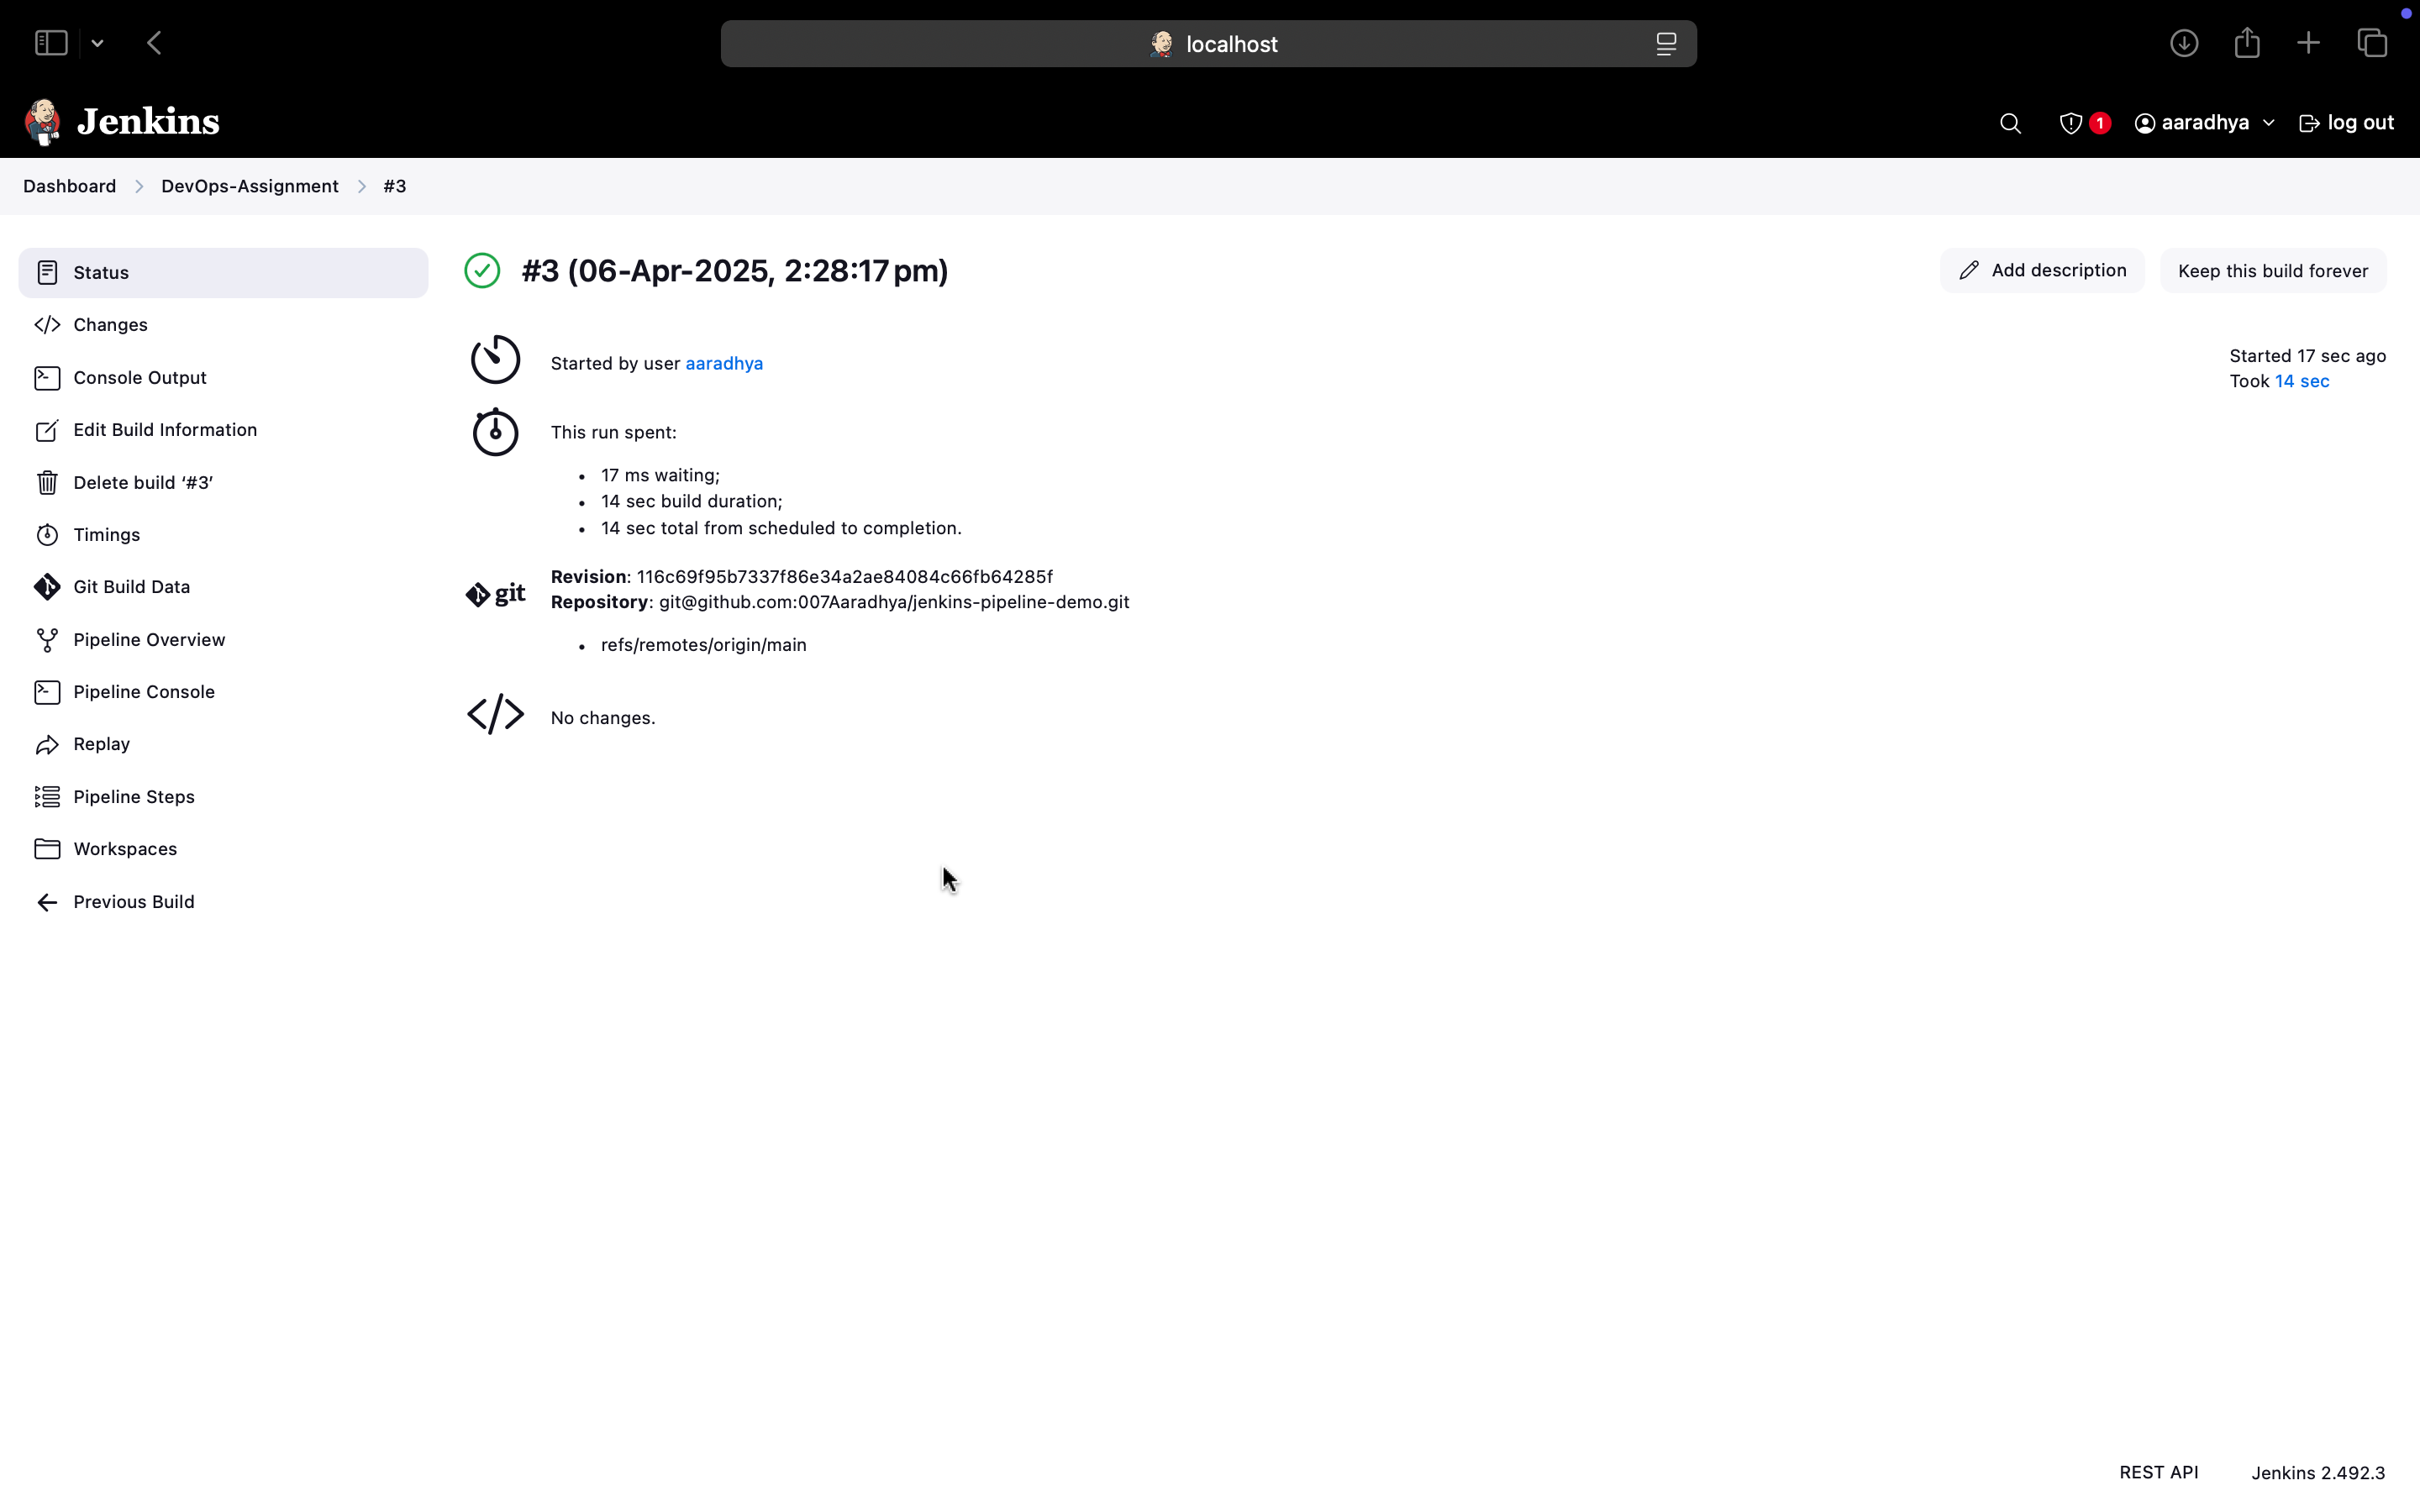 localhost
Jenkins
1
aaradhya
log out
Dashboard
DevOps-Assignment
#3
Status
Changes
Console Output
Edit Build Information
Delete build ‘#3’
Timings
Git Build Data
Pipeline Overview
Pipeline Console
Replay
Pipeline Steps
Workspaces
Previous Build
#3 (06-Apr-2025, 2:28:17 pm)
Add description
Keep this build forever
Started by user aaradhya
Started 17 sec ago
Took 14 sec
This run spent:
17 ms waiting;
14 sec build duration;
14 sec total from scheduled to completion.
git
Revision: 116c69f95b7337f86e34a2ae84084c66fb64285f
Repository: git@github.com:007Aaradhya/jenkins-pipeline-demo.git
refs/remotes/origin/main
No changes.
REST API
Jenkins 2.492.3